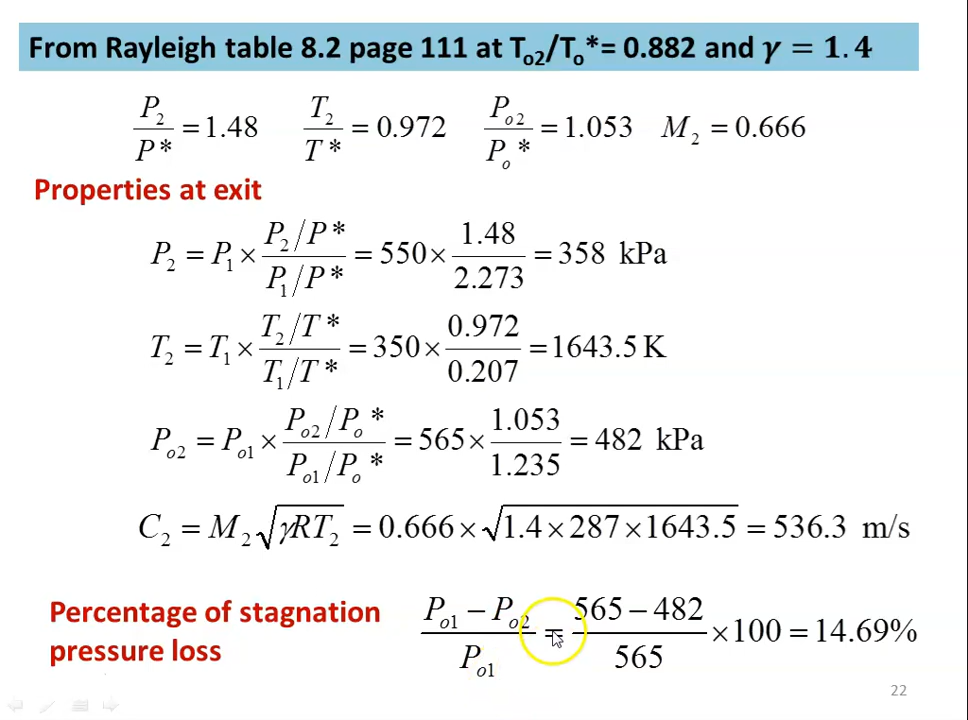 From Rayleigh table 8.2 page 111 at To2/To*= 0.882 and γ = 1.4
P2/P* = 1.48 T2/T* = 0.972 Po2/Po* = 1.053 M2 = 0.666
Properties at exit
P2 = P1 × (P2/P*)/(P1/P*) = 550 × 1.48/2.273 = 358 kPa
T2 = T1 × (T2/T*)/(T1/T*) = 350 × 0.972/0.207 = 1643.5 K
Po2 = Po1 × (Po2/Po*)/(Po1/Po*) = 565 × 1.053/1.235 = 482 kPa
C2 = M2 √(γRT2) = 0.666 × √(1.4 × 287 × 1643.5) = 536.3 m/s
Percentage of stagnation
pressure loss
(Po1 − Po2)/Po1 = (565 − 482)/565 × 100 = 14.69%
22